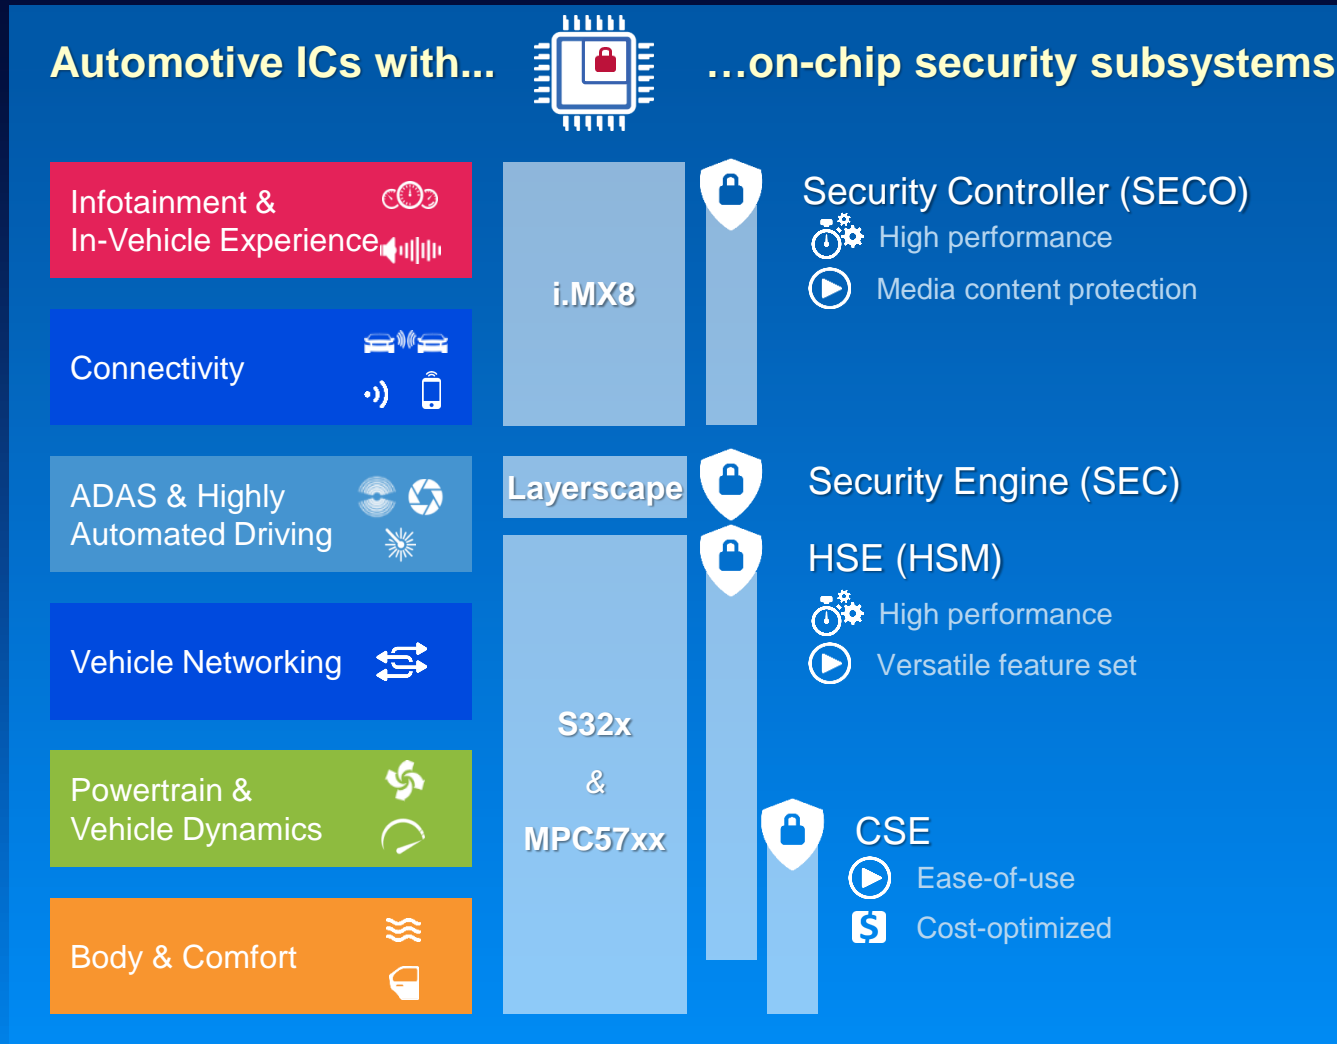 Automotive ICs with...
...on-chip security subsystems
Infotainment &
In-Vehicle Experience
Connectivity
ADAS & Highly
Automated Driving
Vehicle Networking
Powertrain &
Vehicle Dynamics
Body & Comfort
i.MX8
Layerscape
S32x
&
MPC57xx
Security Controller (SECO)
High performance
Media content protection
Security Engine (SEC)
HSE (HSM)
High performance
Versatile feature set
CSE
Ease-of-use
$ Cost-optimized